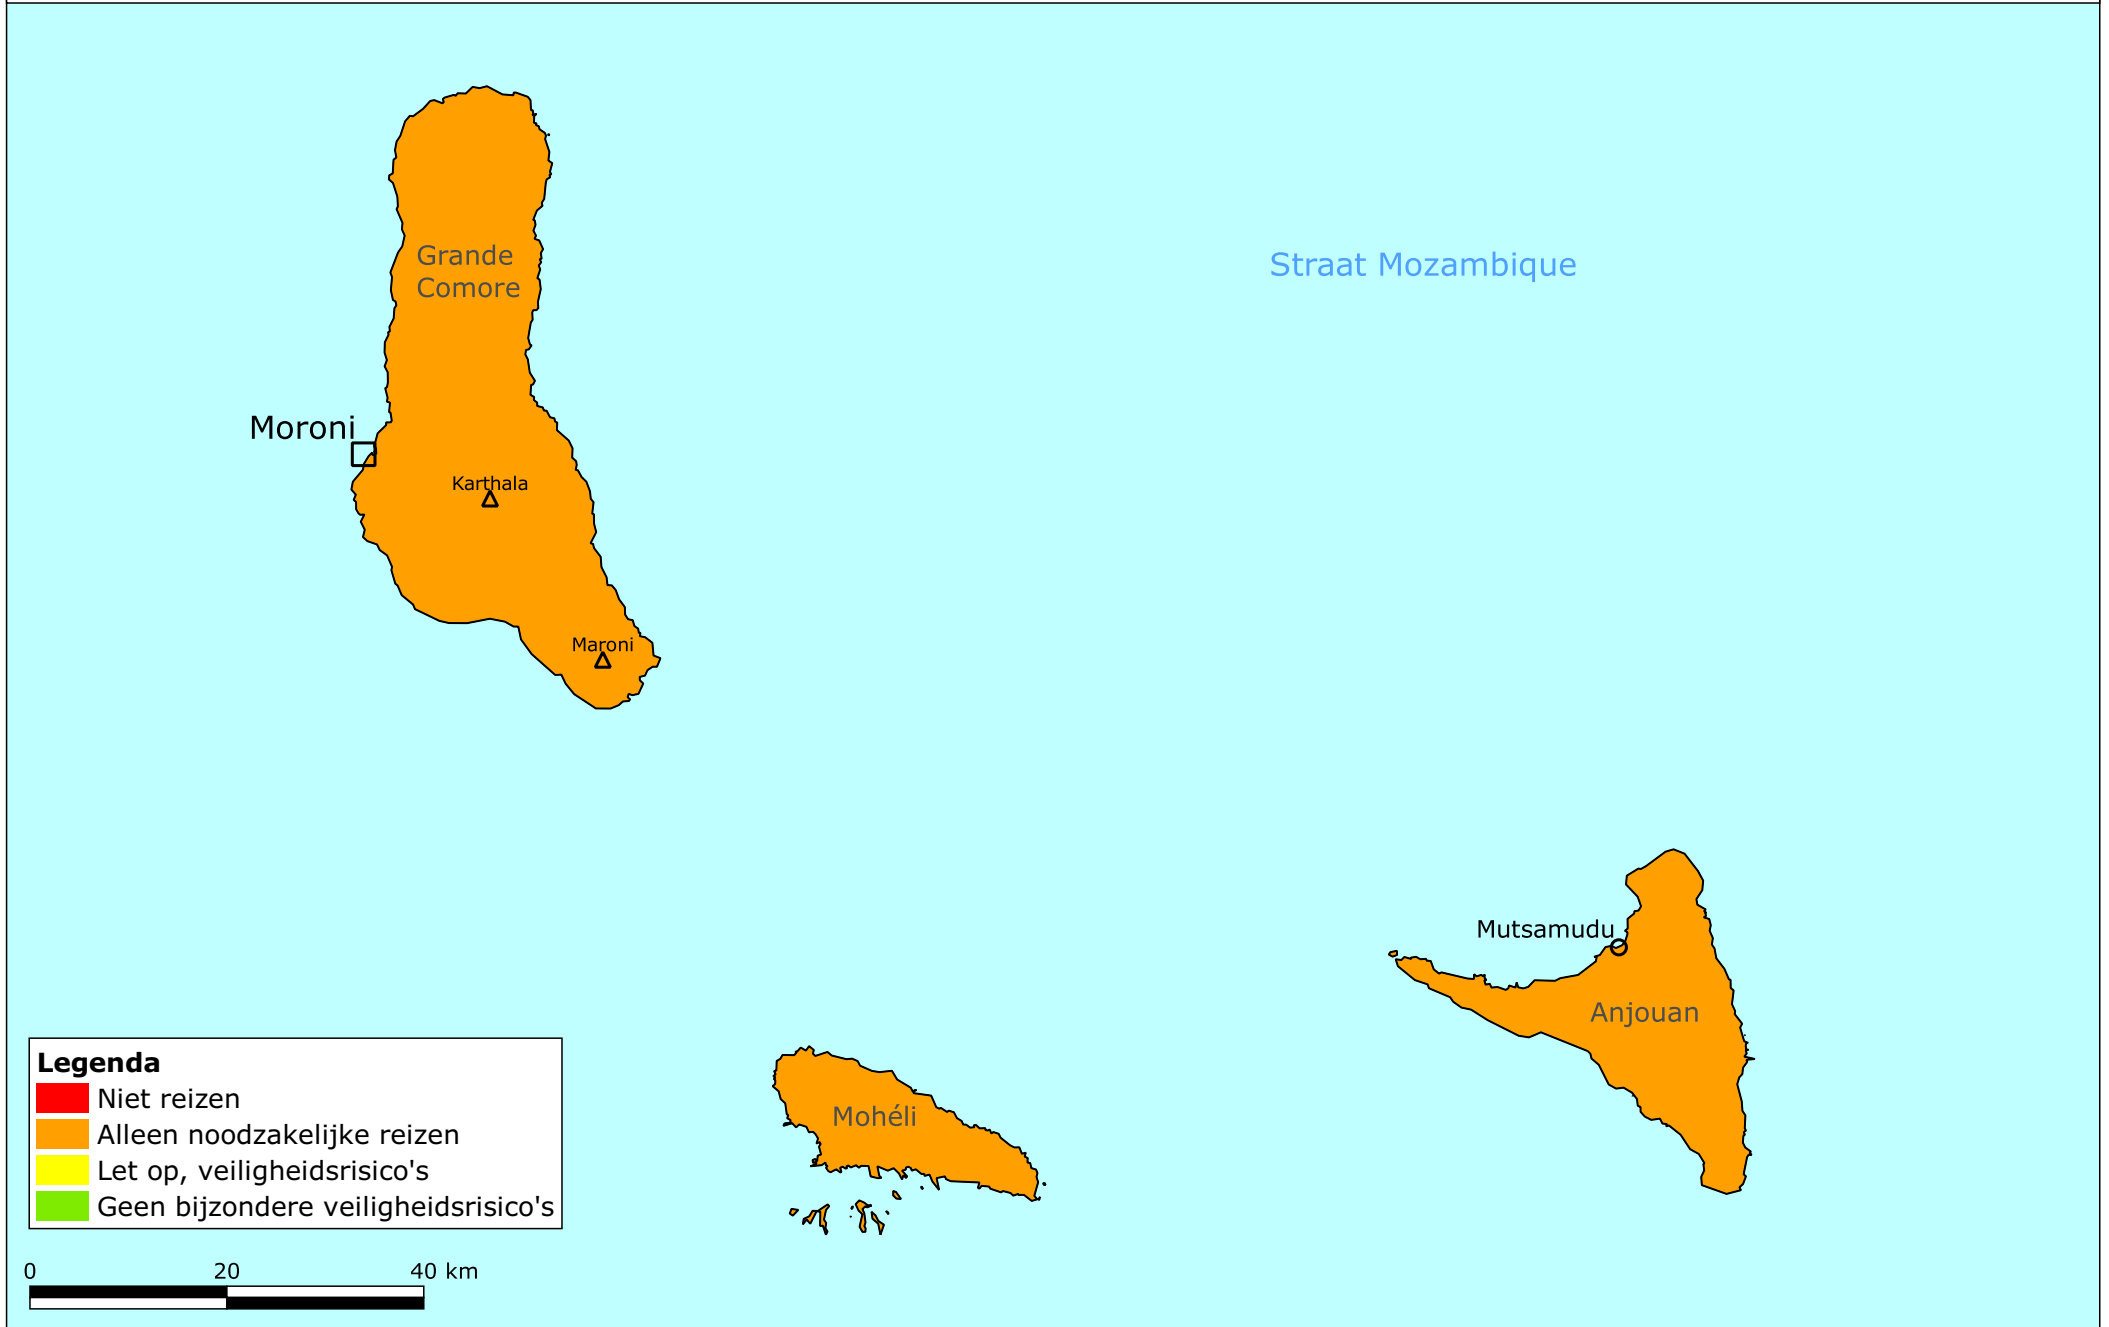 Grande
Comore
Straat Mozambique
Moroni
Karthala
Maroni
Mutsamudu
Anjouan
Mohéli
Legenda
Niet reizen
Alleen noodzakelijke reizen
Let op, veiligheidsrisico's
Geen bijzondere veiligheidsrisico's
0 20 40 km